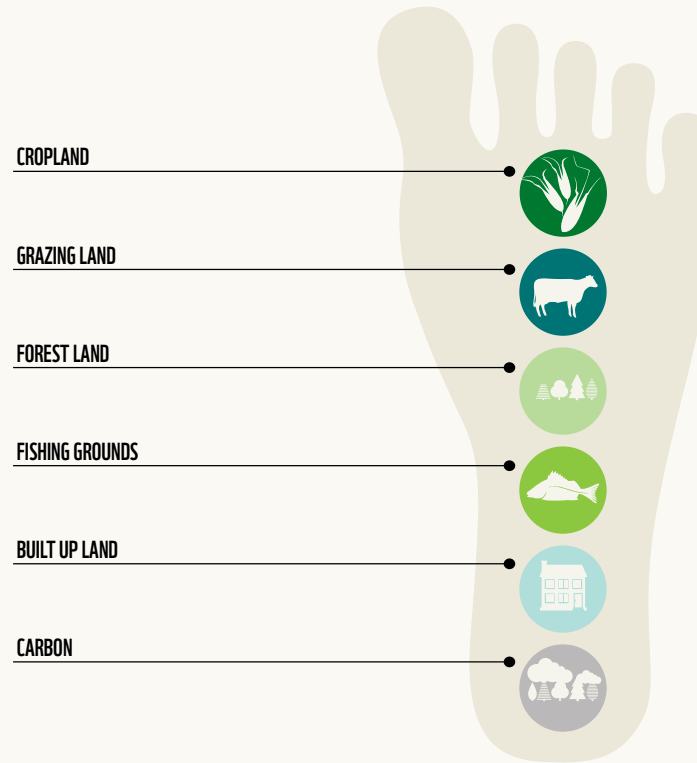 CROPLAND
GRAZING LAND
FOREST LAND
FISHING GROUNDS
BUILT UP LAND
CARBON